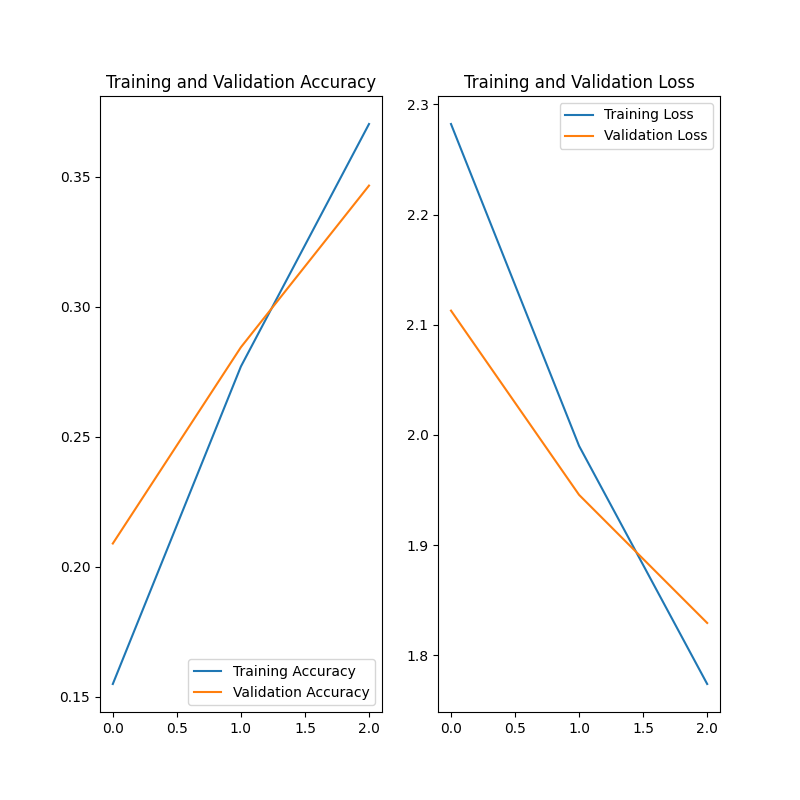 Training and Validation Accuracy
0.35
0.30
0.25
0.20
0.15
0.0 0.5 1.0 1.5 2.0
Training Accuracy
Validation Accuracy
Training and Validation Loss
2.3
2.2
2.1
2.0
1.9
1.8
0.0 0.5 1.0 1.5 2.0
Training Loss
Validation Loss